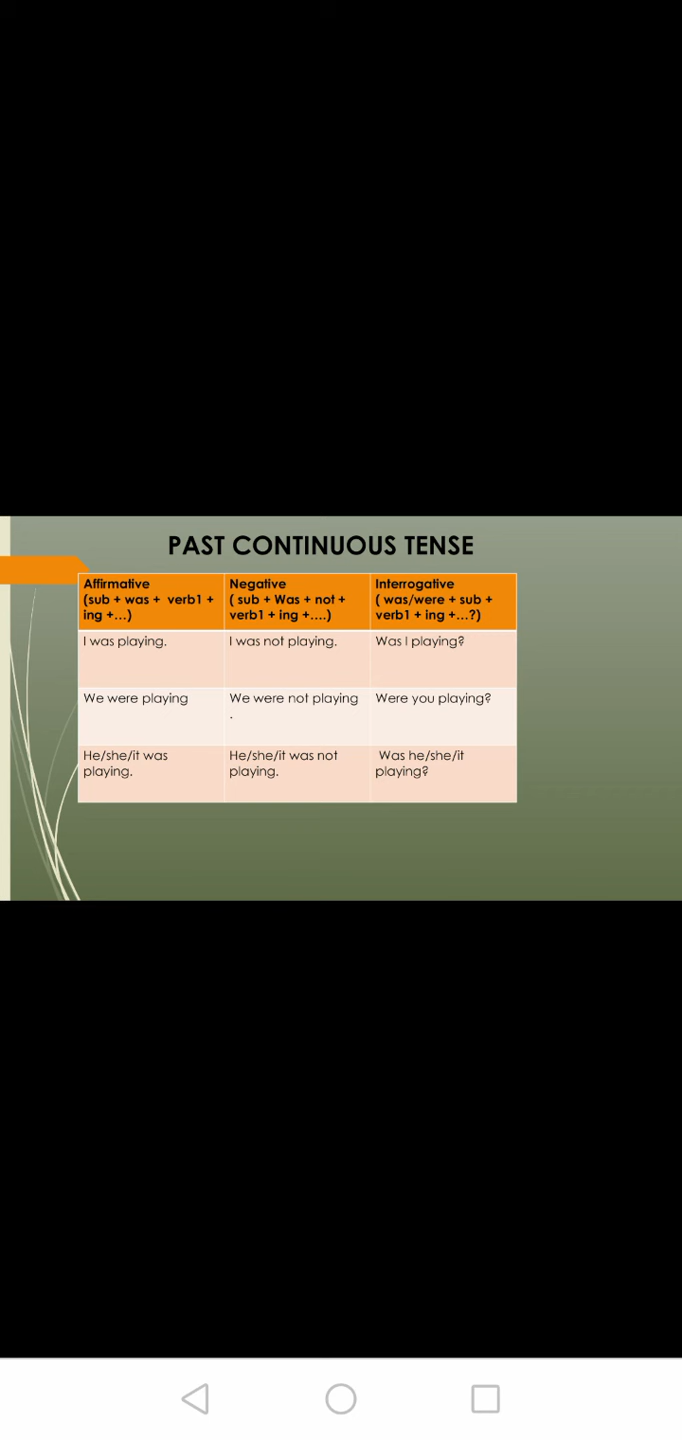 PAST CONTINUOUS TENSE
Affirmative
(sub + was + verb1 +
ing +...)
Negative
( sub + Was + not +
verb1 + ing +....)
Interrogative
( was/were + sub +
verb1 + ing +...?)
I was playing.
I was not playing.
Was I playing?
We were playing
We were not playing
.
Were you playing?
He/she/it was
playing.
He/she/it was not
playing.
Was he/she/it
playing?